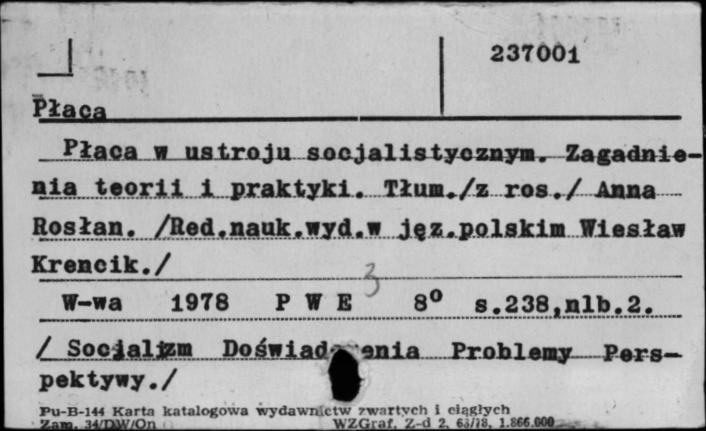 237001
Płaca
Płaca w ustroju socjalistycznym. Zagadnie-
nia teorii i praktyki. Tłum./z ros./ Anna
Rosłan. /Red.nauk.wyd.w jęz.polskim Wiesław
Krencik./
3
W-wa 1978 P W E 8° s.238,nlb.2.
/ Socjalizm Doświadczenia Problemy Pers-
pektywy./
Pu-B-144 Karta katalogowa wydawnictw zwartych i ciągłych
Zam. 34/DW/On WZGraf. Z-d 2, 63/78, 1.866.000